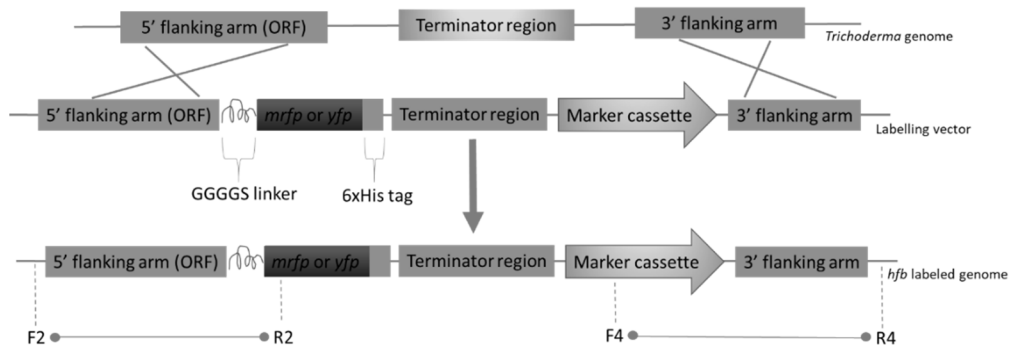 5' flanking arm (ORF) Terminator region 3' flanking arm
Trichoderma genome
5' flanking arm (ORF) mrfp or yfp Terminator region Marker cassette 3' flanking arm
Labelling vector
GGGGS linker 6xHis tag
5' flanking arm (ORF) mrfp or yfp Terminator region Marker cassette 3' flanking arm
hfb labeled genome
F2 R2 F4 R4